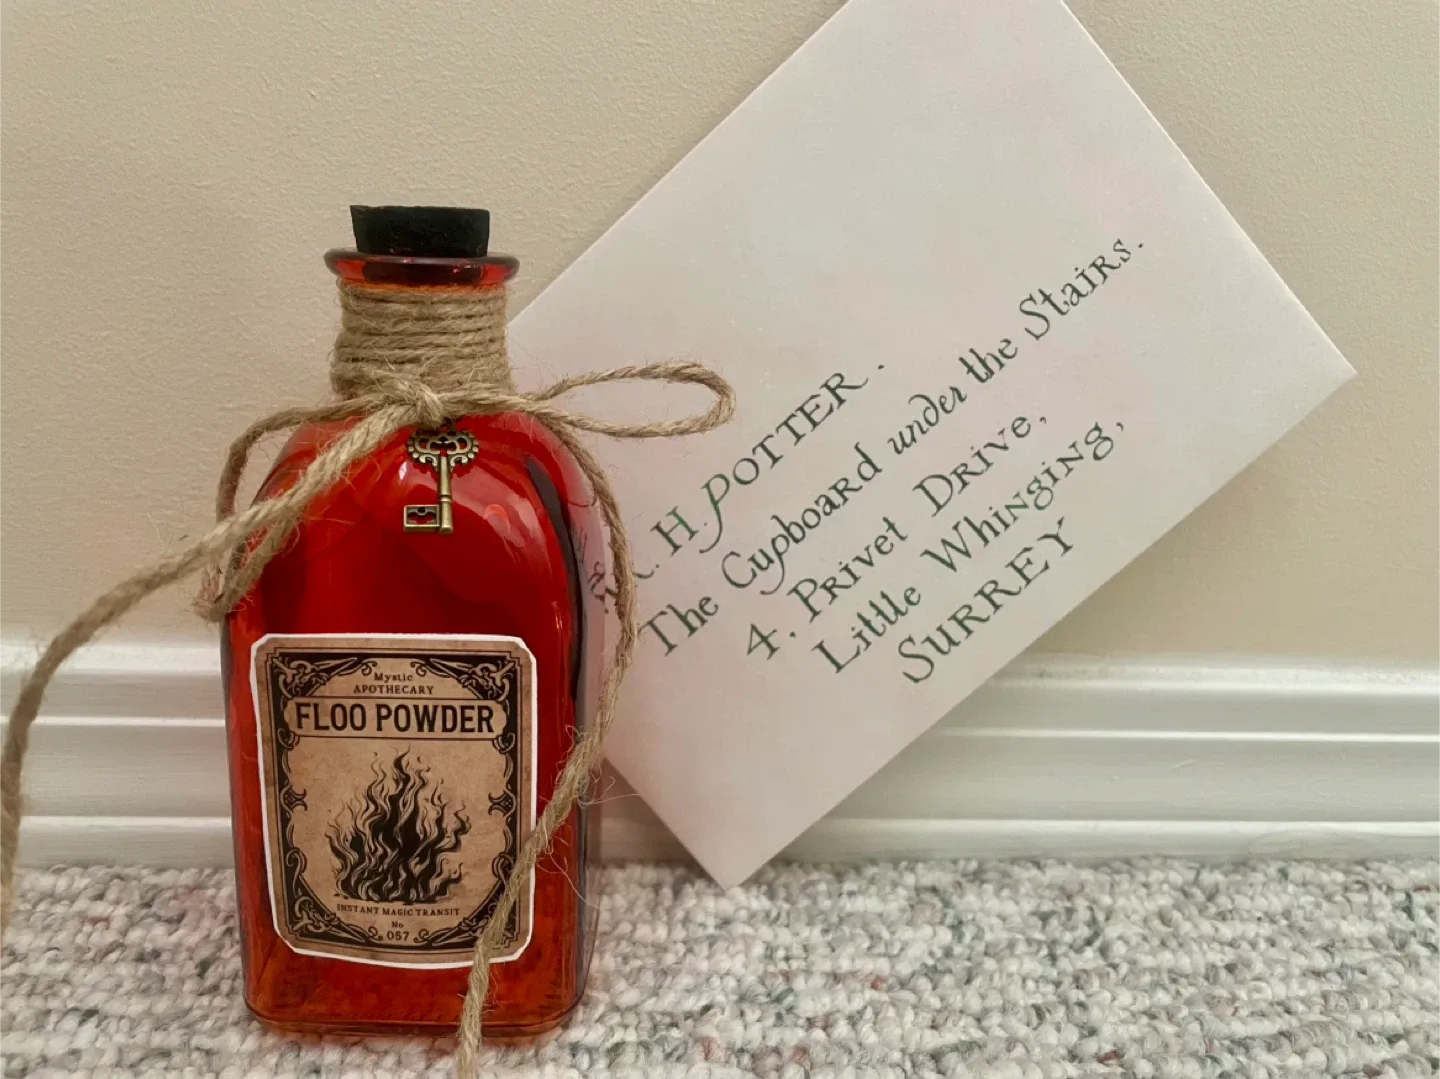 Mystic
APOTHECARY
FLOO POWDER
INSTANT MAGIC TRANSIT
No
057
H. POTTER.
The Cupboard under the Stairs.
4, Privet Drive,
Little Whinging,
SURREY